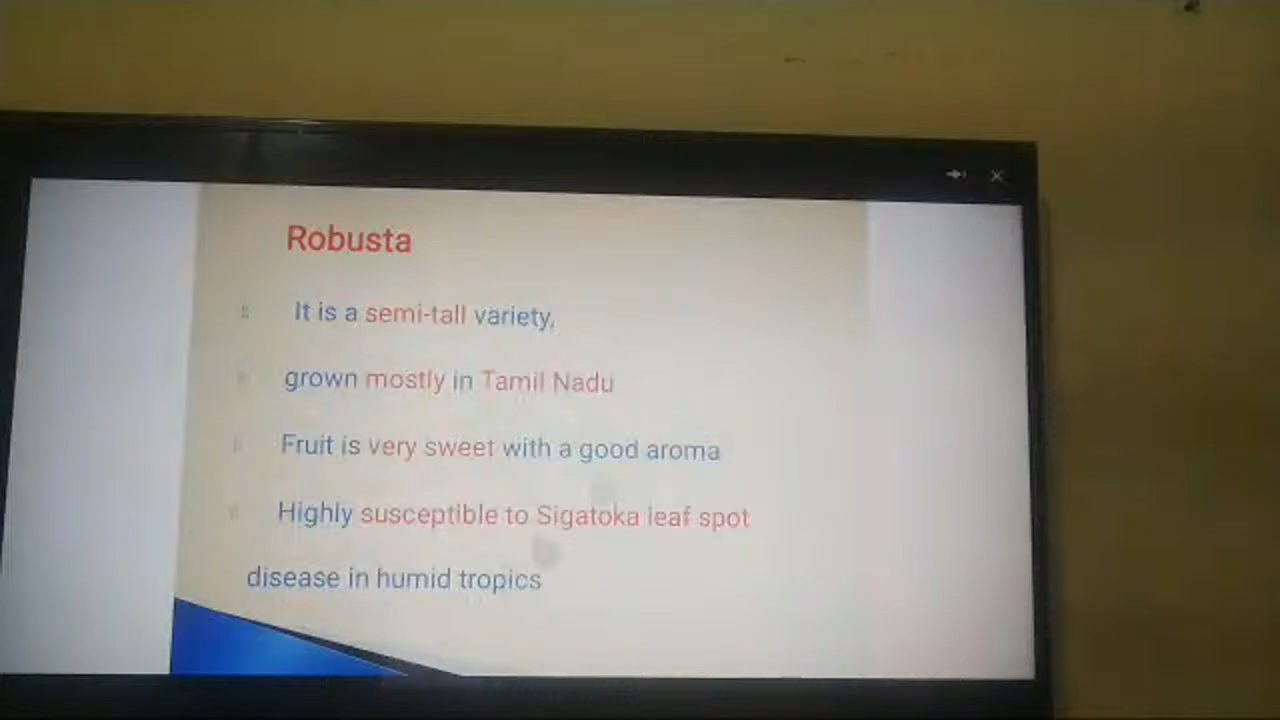 Robusta
It is a semi-tall variety,
grown mostly in Tamil Nadu
Fruit is very sweet with a good aroma
Highly susceptible to Sigatoka leaf spot
disease in humid tropics